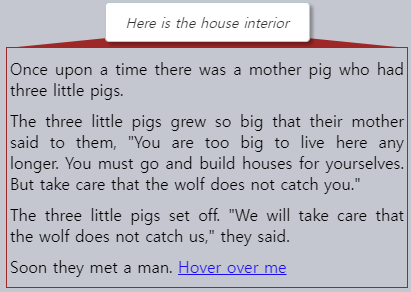 Here is the house interior
Once upon a time there was a mother pig who had
three little pigs.
The three little pigs grew so big that their mother
said to them, "You are too big to live here any
longer. You must go and build houses for yourselves.
But take care that the wolf does not catch you."
The three little pigs set off. "We will take care that
the wolf does not catch us," they said.
Soon they met a man. Hover over me